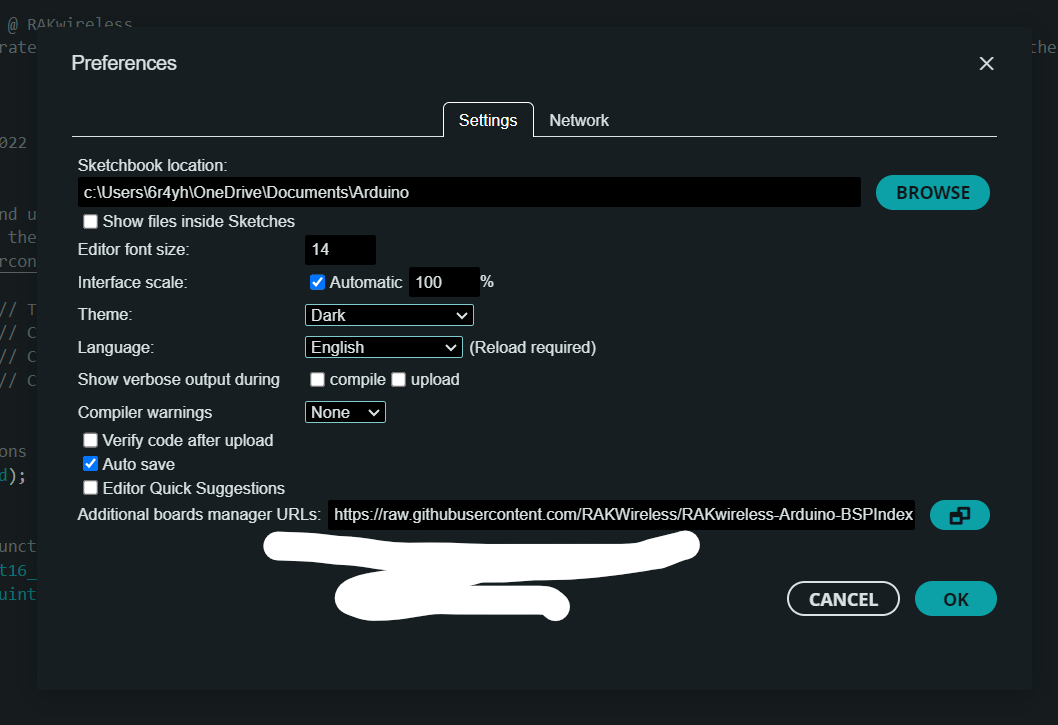 @ RAKwireless
rate
the
Preferences
Settings Network
022
Sketchbook location:
c:\Users\6r4yh\OneDrive\Documents\Arduino BROWSE
nd u
Show files inside Sketches
the
Editor font size: 14
rcon
Interface scale: Automatic 100 %
// T
Theme: Dark
// C
Language: English (Reload required)
// C
Show verbose output during compile upload
// C
Compiler warnings None
Verify code after upload
ons
Auto save
d);
Editor Quick Suggestions
Additional boards manager URLs: https://raw.githubusercontent.com/RAKWireless/RAKwireless-Arduino-BSPIndex
unct
t16_
uint
CANCEL OK